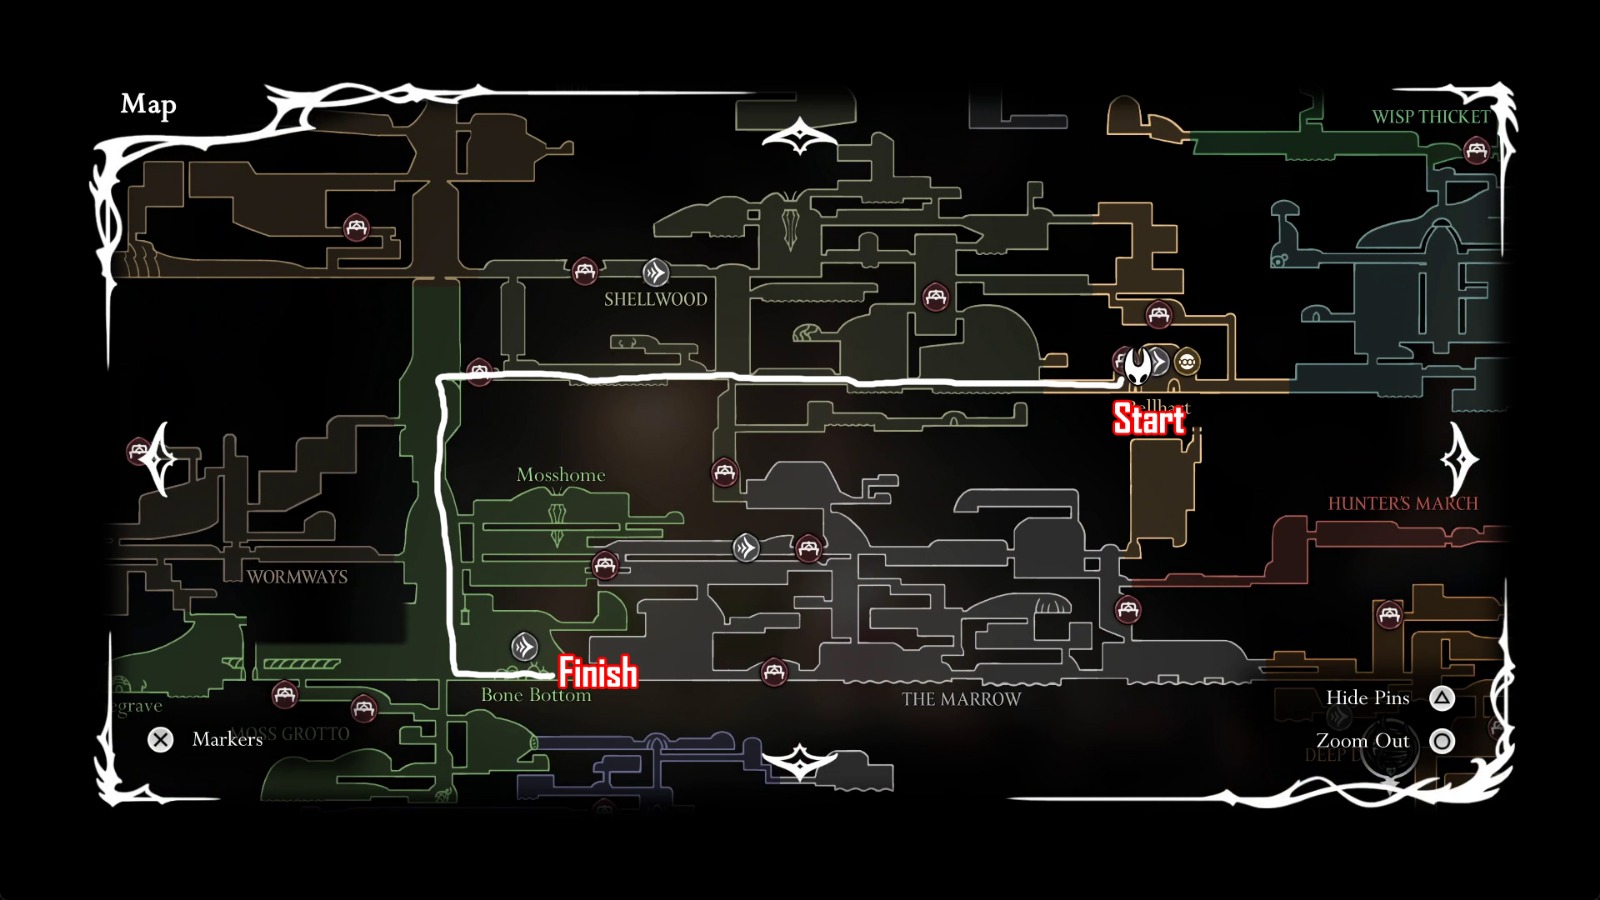 Map
WISP THICKET
SHELLWOOD
Start
Mosshome
HUNTER'S MARCH
WORMWAYS
Finish
Bone Bottom
THE MARROW
Hide Pins
MOSS GROTTO
Markers
Zoom Out